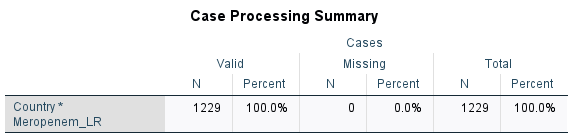 Case Processing Summary
Cases
Valid Missing Total
N Percent N Percent N Percent
Country * 1229 100.0% 0 0.0% 1229 100.0%
Meropenem_LR